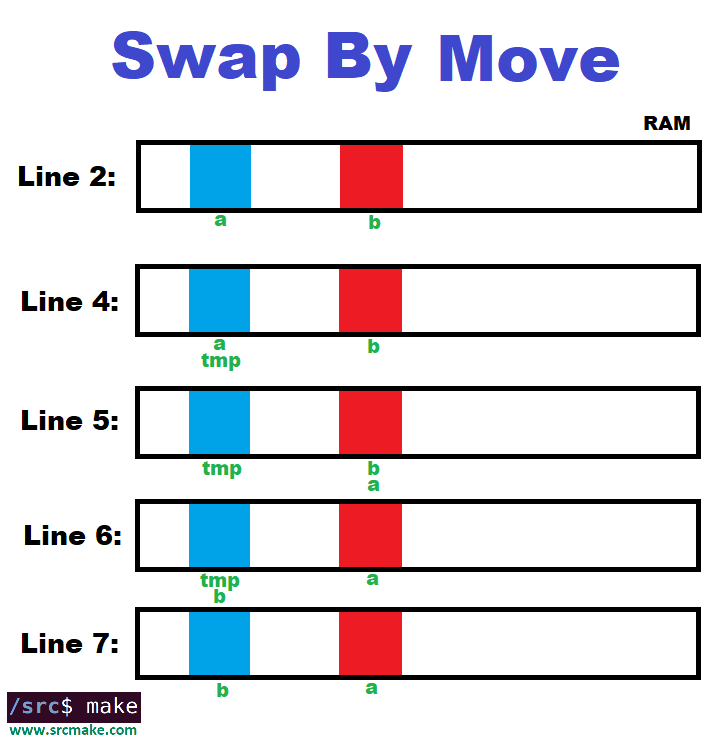 Swap By Move
RAM
Line 2:
a b
Line 4:
a b
tmp
Line 5:
tmp b
a
Line 6:
tmp a
b
Line 7:
b a
/src$ make
www.srcmake.com